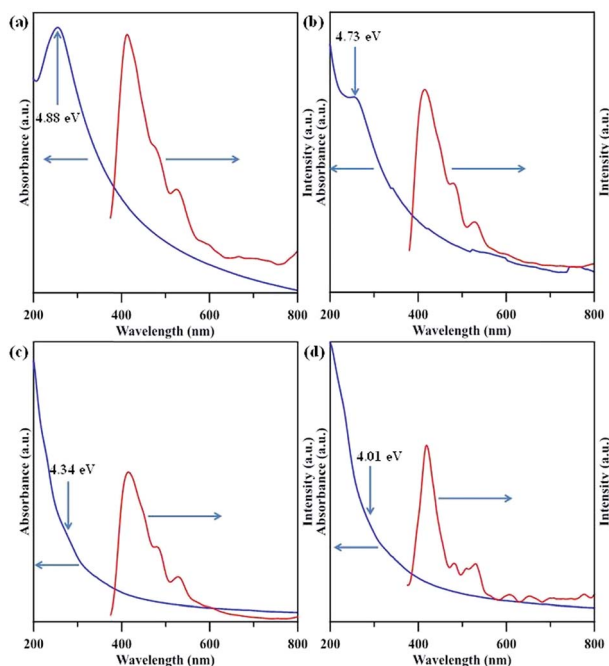 (a)
4.88 eV
Absorbance (a.u.)
Intensity (a.u.)
200 400 600 800
Wavelength (nm)
(b)
4.73 eV
Absorbance (a.u.)
Intensity (a.u.)
200 400 600 800
Wavelength (nm)
(c)
4.34 eV
Absorbance (a.u.)
Intensity (a.u.)
200 400 600 800
Wavelength (nm)
(d)
4.01 eV
Absorbance (a.u.)
Intensity (a.u.)
200 400 600 800
Wavelength (nm)